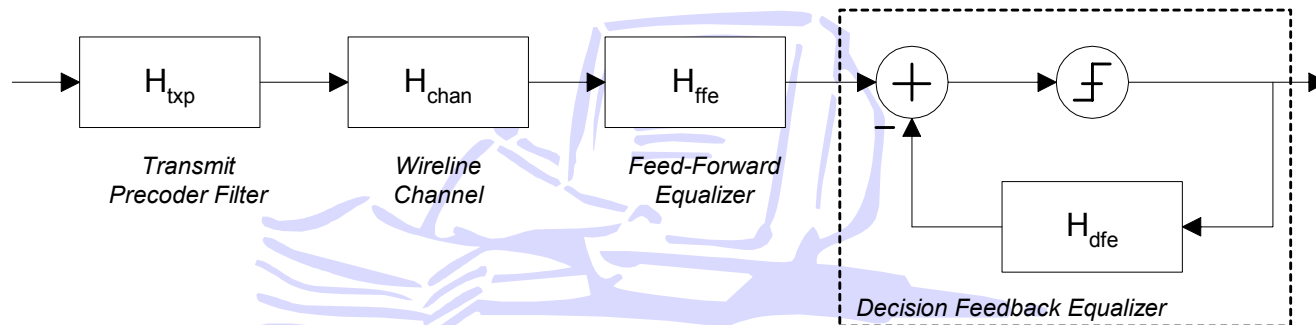 H_txp
H_chan
H_ffe
+
−
H_dfe
Transmit
Precoder Filter
Wireline
Channel
Feed-Forward
Equalizer
Decision Feedback Equalizer